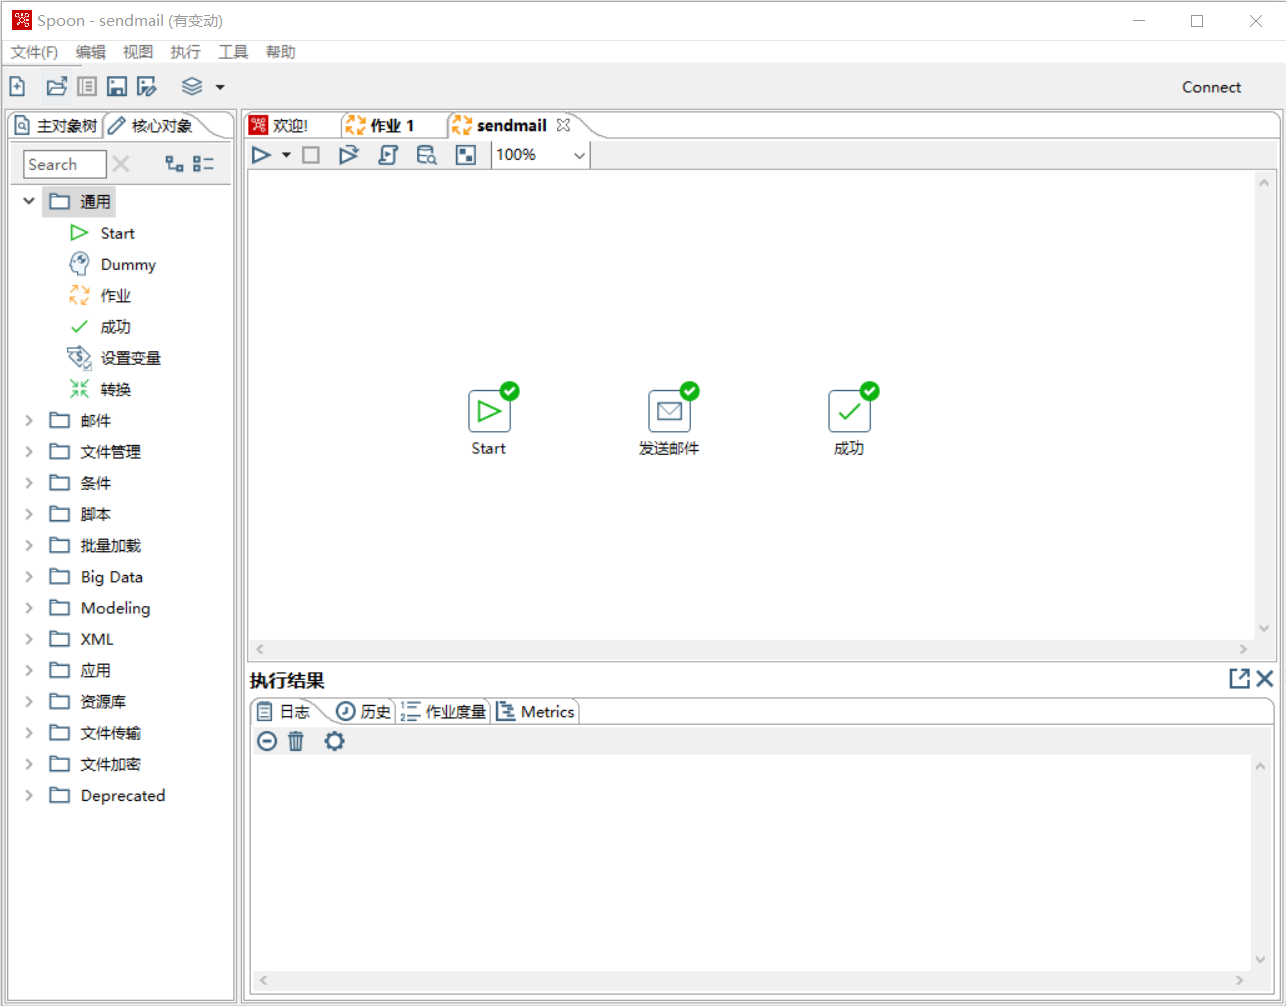 Spoon - sendmail (有变动)
文件(F) 编辑 视图 执行 工具 帮助
Connect
主对象树 核心对象
Search
通用
Start
Dummy
作业
成功
设置变量
转换
邮件
文件管理
条件
脚本
批量加载
Big Data
Modeling
XML
应用
资源库
文件传输
文件加密
Deprecated
欢迎! 作业 1 sendmail
100%
Start 发送邮件 成功
执行结果
日志 历史 作业度量 Metrics